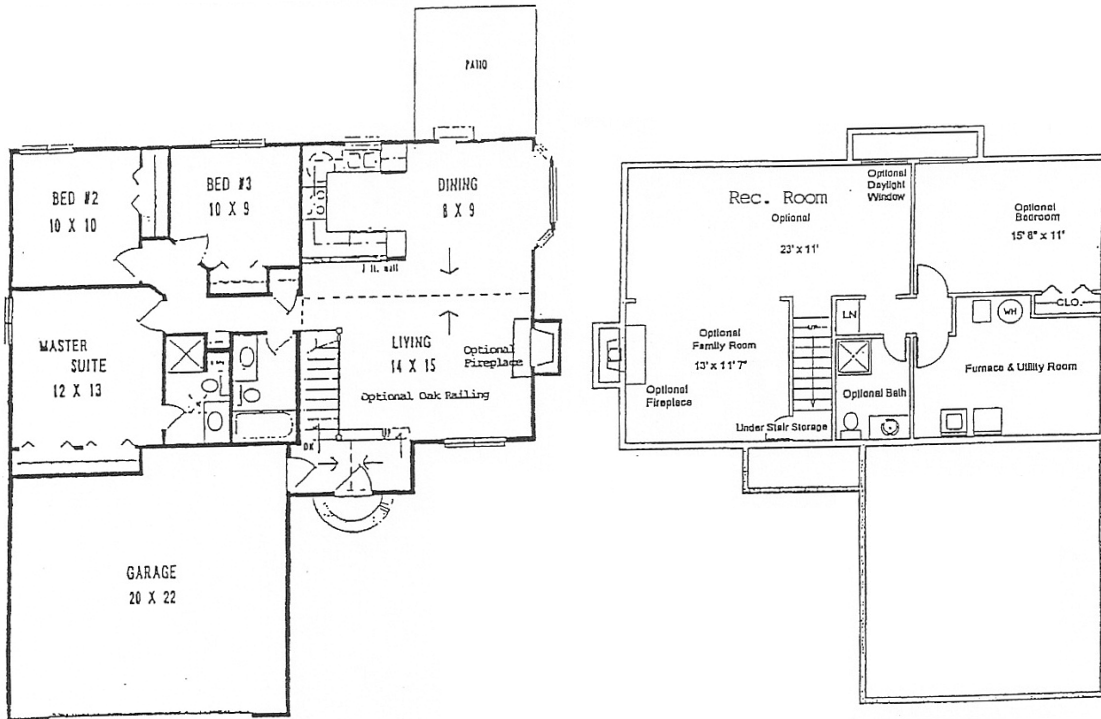 PATIO
BED #2
10 X 10
BED #3
10 X 9
DINING
8 X 9
MASTER
SUITE
12 X 13
LIVING
14 X 15
Optional
Fireplace
Optional Oak Railing
UP
GARAGE
20 X 22
Rec. Room
Optional
23' x 11'
Optional
Daylight
Window
Optional
Bedroom
15' 8" x 11'
CLO.
LN
WH
UP
Optional
Family Room
13' x 11' 7"
Optional
Fireplace
Furnace & Utility Room
Optional Bath
Under Stair Storage